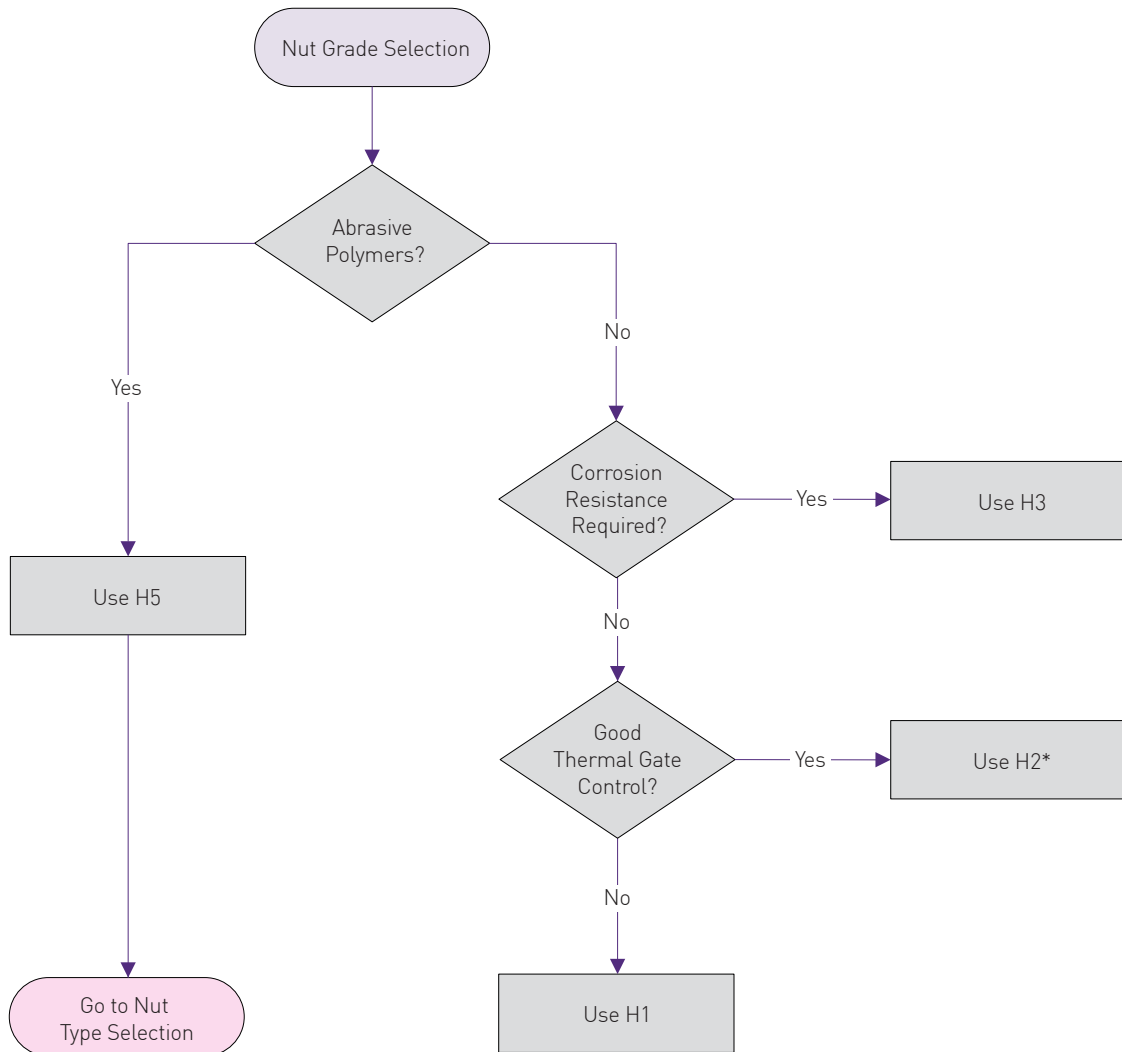 Nut Grade Selection
Abrasive
Polymers?
No
Yes
Corrosion
Resistance
Required?
Yes
Use H3
Use H5
No
Good
Thermal Gate
Control?
Yes
Use H2*
No
Go to Nut
Type Selection
Use H1